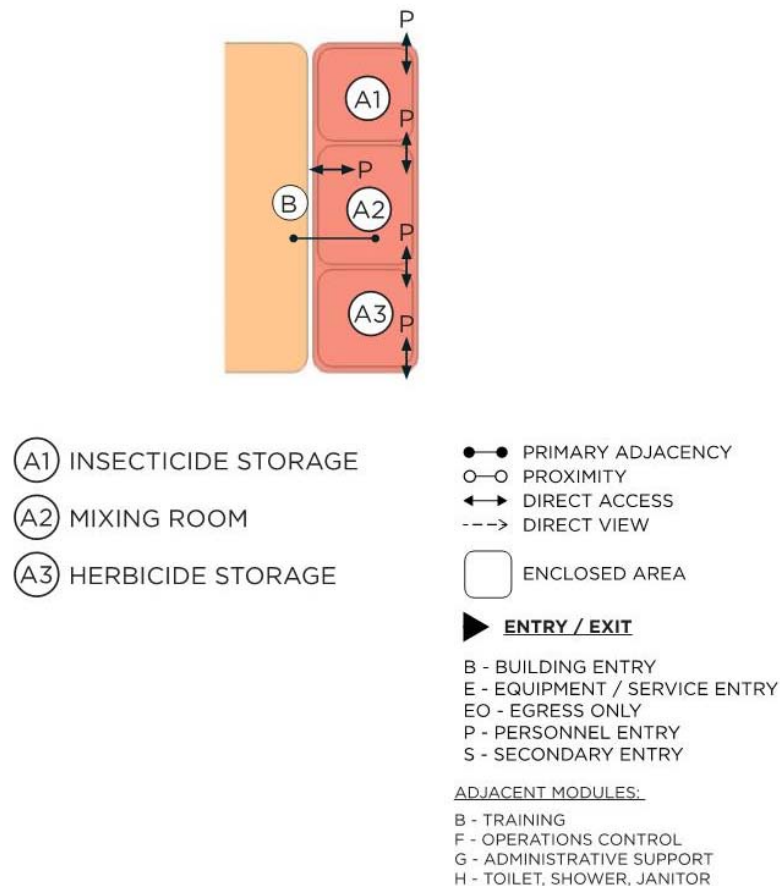 P
A1
P
P
B
A2
P
A3
P
A1 INSECTICIDE STORAGE
A2 MIXING ROOM
A3 HERBICIDE STORAGE
PRIMARY ADJACENCY
PROXIMITY
DIRECT ACCESS
DIRECT VIEW
ENCLOSED AREA
ENTRY / EXIT
B - BUILDING ENTRY
E - EQUIPMENT / SERVICE ENTRY
EO - EGRESS ONLY
P - PERSONNEL ENTRY
S - SECONDARY ENTRY
ADJACENT MODULES:
B - TRAINING
F - OPERATIONS CONTROL
G - ADMINISTRATIVE SUPPORT
H - TOILET, SHOWER, JANITOR